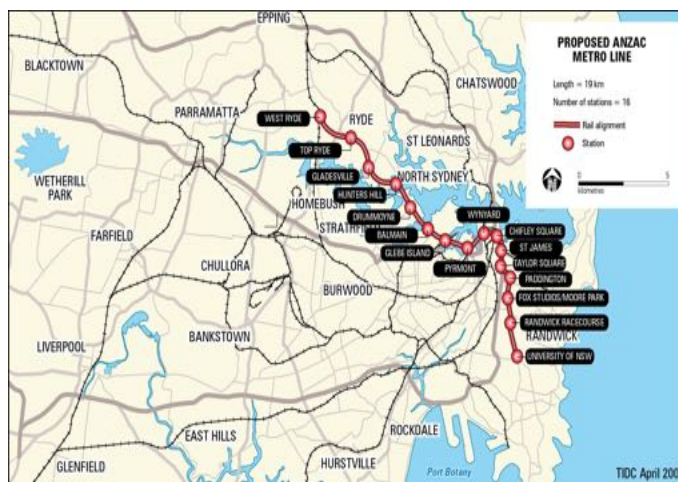 EPPING
BLACKTOWN
PARRAMATTA
CHATSWOOD
PROPOSED ANZAC
METRO LINE
Length = 19 km
Number of stations = 16
Rail alignment
Station
0 5
kilometres
WEST RYDE
RYDE
TOP RYDE
ST LEONARDS
GLADESVILLE
NORTH SYDNEY
HUNTERS HILL
WETHERILL
PARK
HOMEBUSH
DRUMMOYNE
STRATHFIELD
WYNYARD
BALMAIN
CHIFLEY SQUARE
FARFIELD
GLEBE ISLAND
ST JAMES
PYRMONT
TAYLOR SQUARE
CHULLORA
PADDINGTON
BURWOOD
FOX STUDIOS/MOORE PARK
BANKSTOWN
RANDWICK RACECOURSE
RANDWICK
LIVERPOOL
UNIVERSITY OF NSW
EAST HILLS
ROCKDALE
GLENFIELD
HURSTVILLE
Port Botany
TIDC April 200